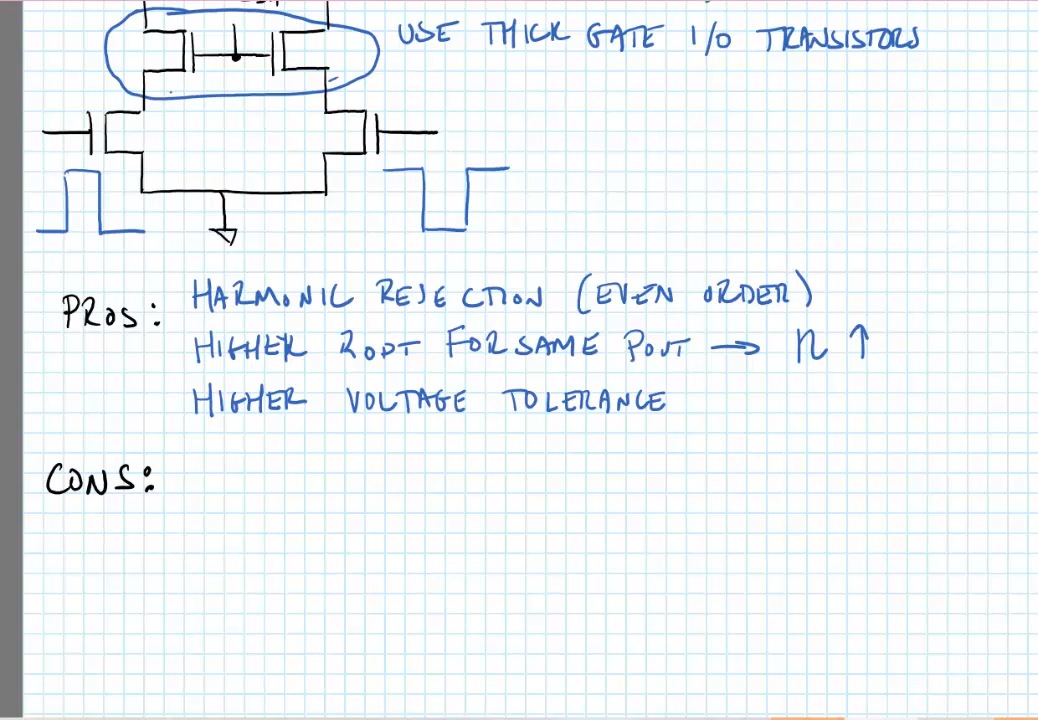 USE THICK GATE I/O TRANSISTORS
PROS:
HARMONIC REJECTION (EVEN ORDER)
HIGHER ROPT FOR SAME POUT → η ↑
HIGHER VOLTAGE TOLERANCE
CONS: